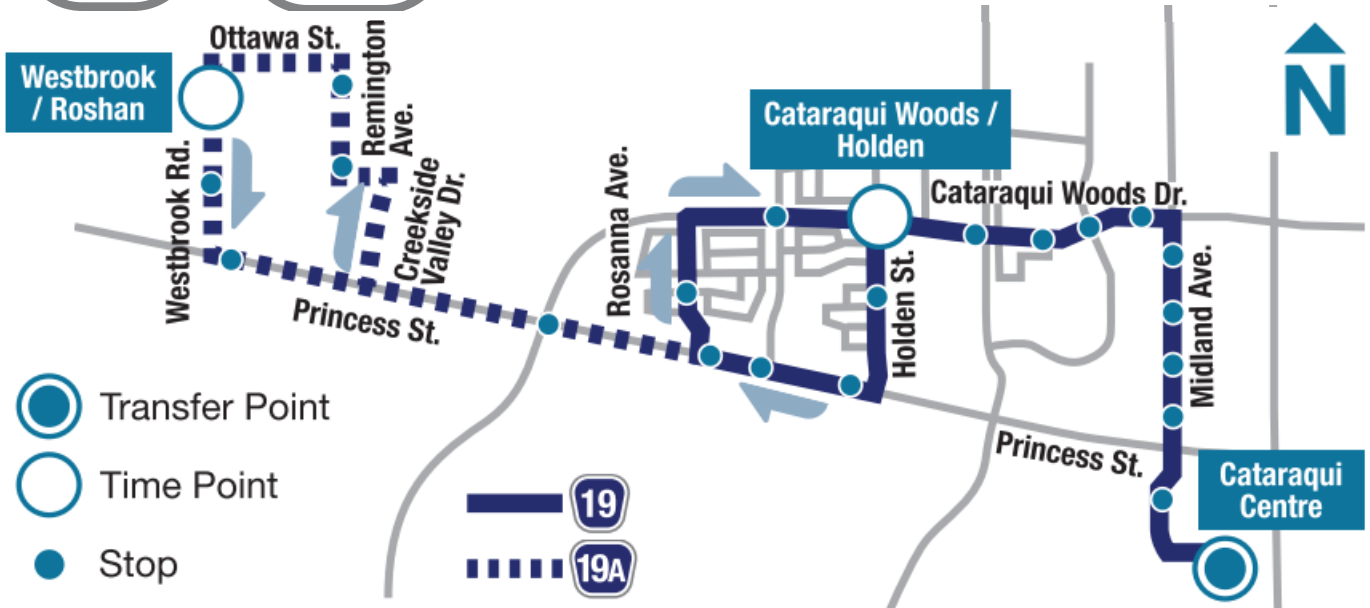 Ottawa St.
Westbrook
/ Roshan
Remington
Ave.
Westbrook Rd.
Creekside
Valley Dr.
Princess St.
Rosanna Ave.
Cataraqui Woods /
Holden
Cataraqui Woods Dr.
Holden St.
Midland Ave.
Princess St.
Cataraqui
Centre
N
Transfer Point
Time Point
Stop
19
19A